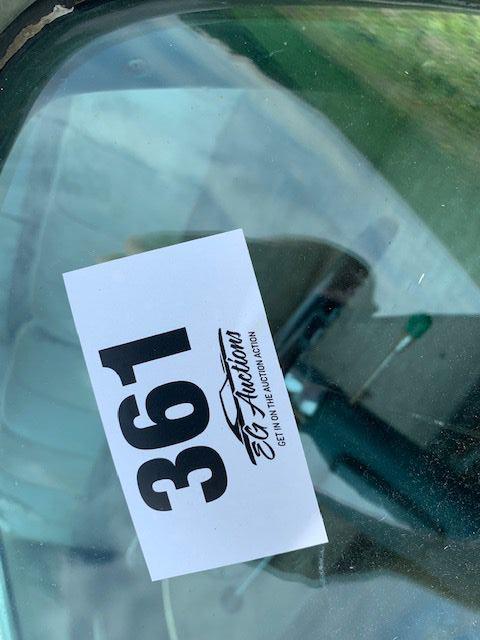 361
EG Auctions
GET IN ON THE AUCTION ACTION